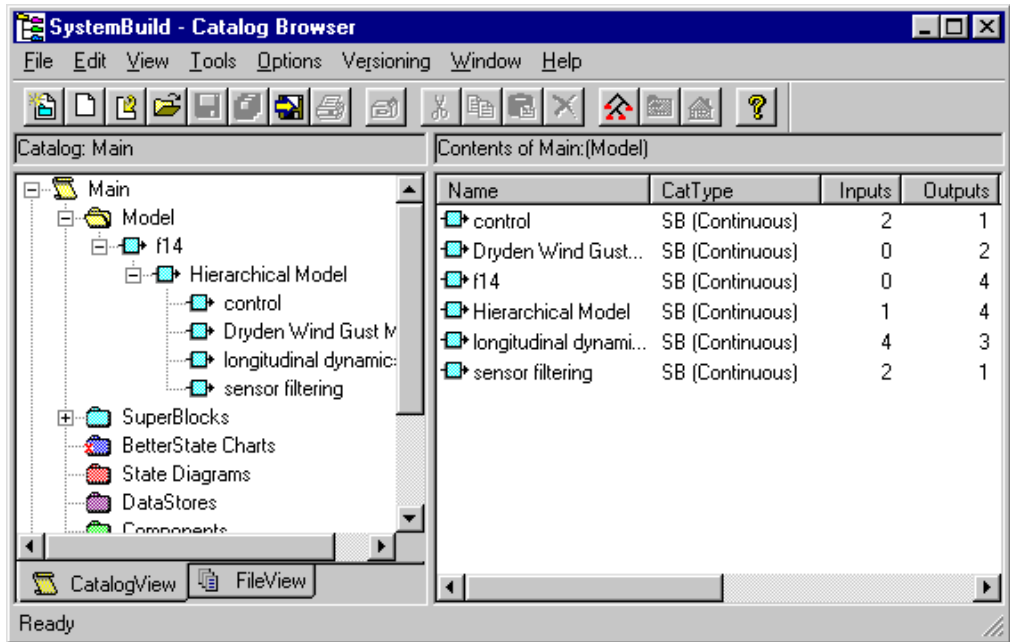 SystemBuild - Catalog Browser
File Edit View Tools Options Versioning Window Help
Catalog: Main
Contents of Main:(Model)
Main
Model
f14
Hierarchical Model
control
Dryden Wind Gust M
longitudinal dynamic
sensor filtering
SuperBlocks
BetterState Charts
State Diagrams
DataStores
Components
CatalogView FileView
Name CatType Inputs Outputs
control SB (Continuous) 2 1
Dryden Wind Gust... SB (Continuous) 0 2
f14 SB (Continuous) 0 4
Hierarchical Model SB (Continuous) 1 4
longitudinal dynami... SB (Continuous) 4 3
sensor filtering SB (Continuous) 2 1
Ready